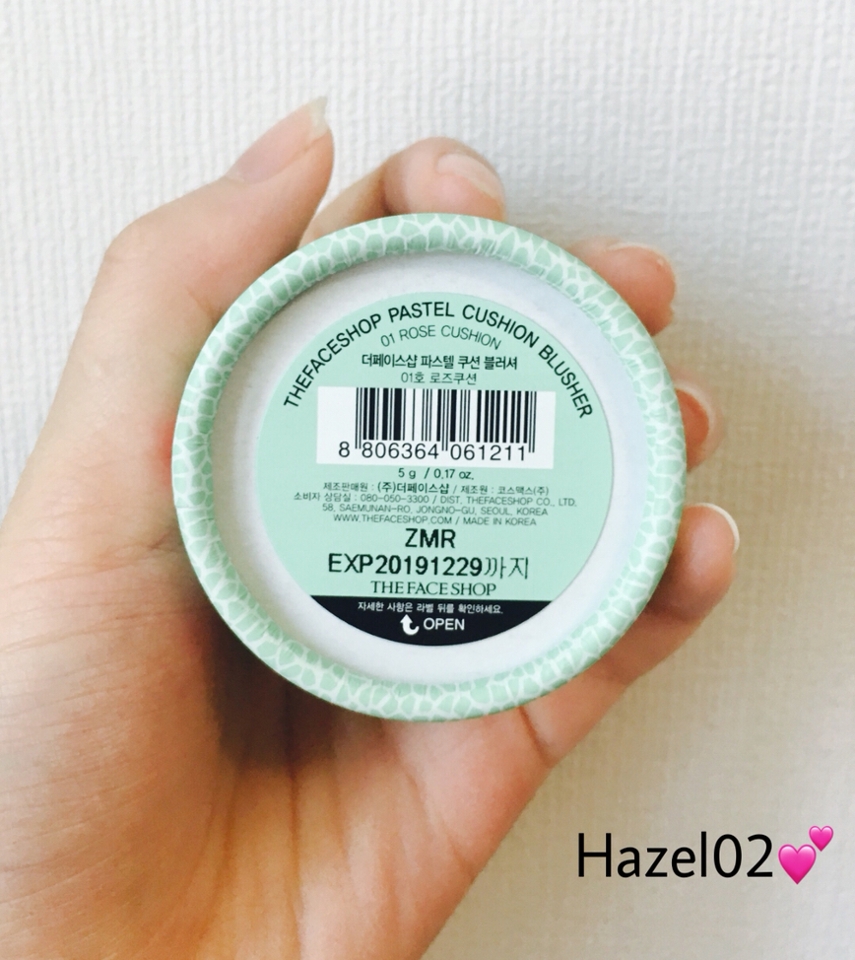 THEFACESHOP PASTEL CUSHION BLUSHER
01 ROSE CUSHION
더페이스샵 파스텔 쿠션 블러셔
01호 로즈쿠션
8 806364 061211
5 g / 0.17 oz.
제조판매원 : (주)더페이스샵 / 제조원 : 코스맥스(주)
소비자 상담실 : 080-050-3300 / DIST. THEFACESHOP CO., LTD.
58, SAEMUNAN-RO, JONGNO-GU, SEOUL, KOREA
WWW.THEFACESHOP.COM / MADE IN KOREA
ZMR
EXP20191229까지
THEFACESHOP
자세한 사항은 라벨 뒤를 확인하세요.
OPEN
Hazel02💕